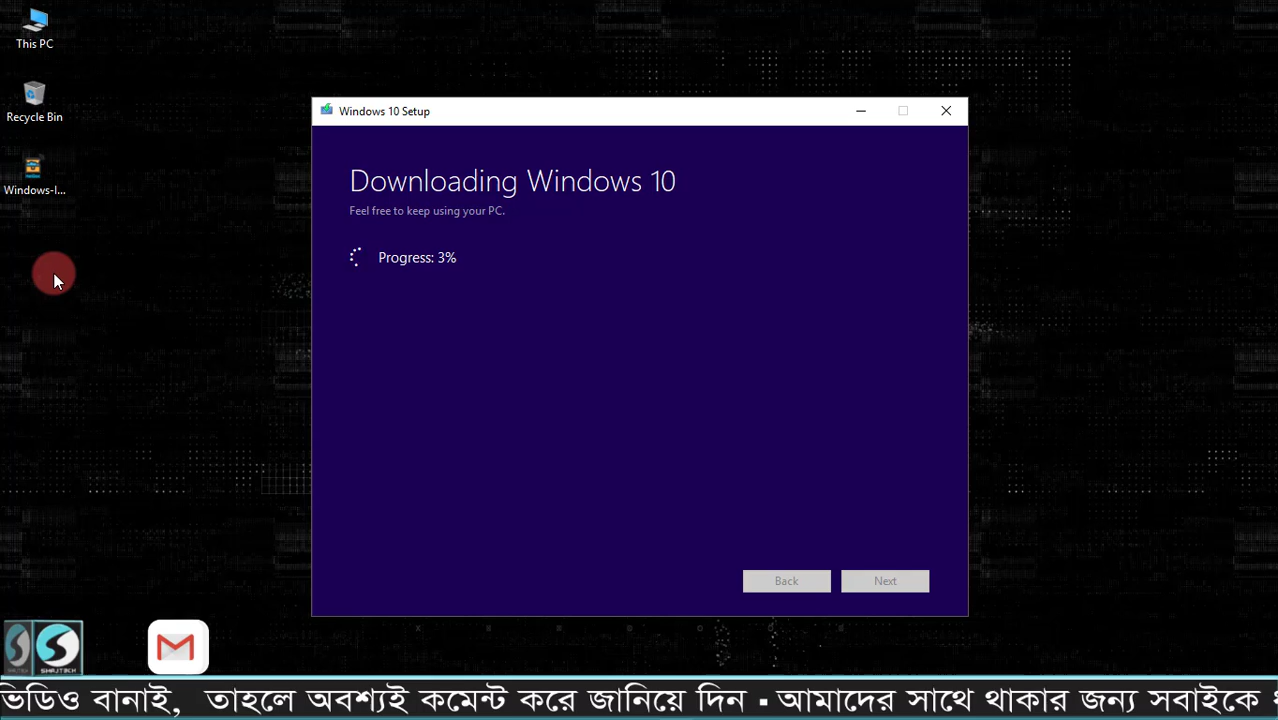 This PC
Recycle Bin
Windows-I...
Windows 10 Setup
Downloading Windows 10
Feel free to keep using your PC.
Progress: 3%
Back
Next
SHAJTECH
ভিডিও বানাই, তাহলে অবশ্যই কমেন্ট করে জানিয়ে দিন ▪ আমাদের সাথে থাকার জন্য সবাইকে